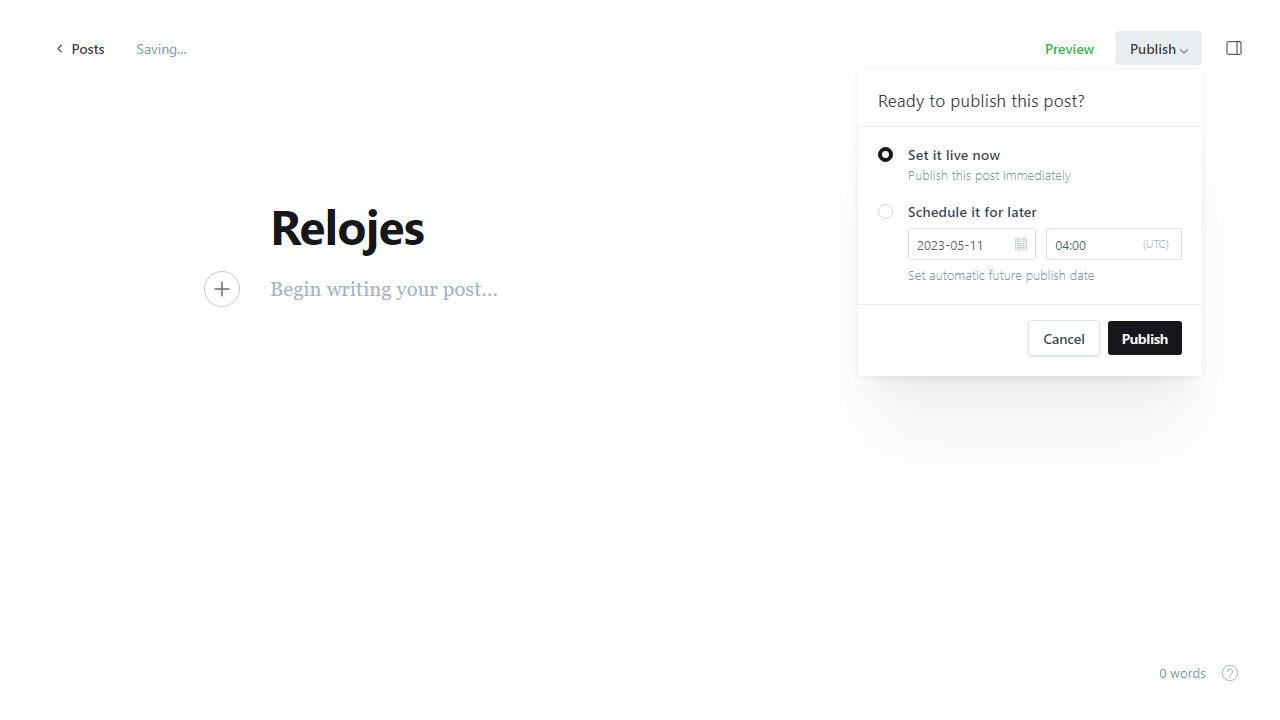 Posts
Saving...
Preview
Publish
Ready to publish this post?
Set it live now
Publish this post immediately
Schedule it for later
2023-05-11
04:00
(UTC)
Set automatic future publish date
Cancel
Publish
Relojes
Begin writing your post...
0 words
?